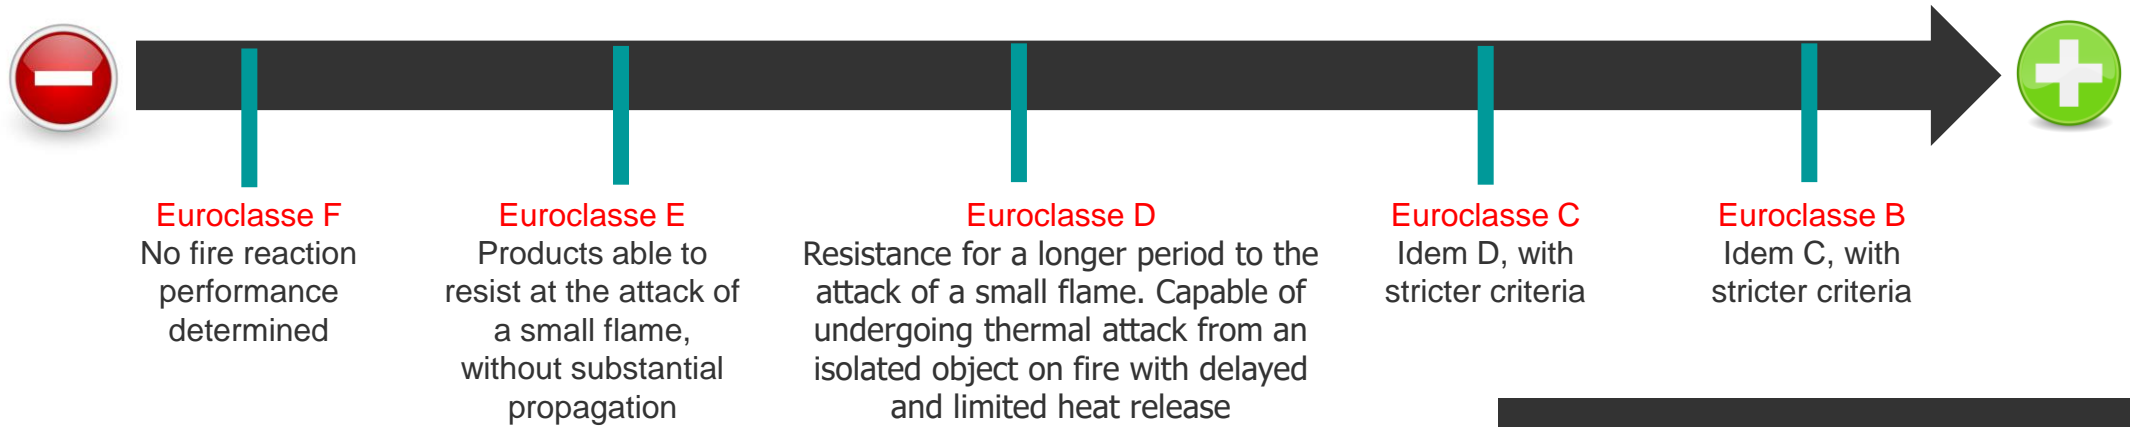 Euroclasse F
No fire reaction
performance
determined
Euroclasse E
Products able to
resist at the attack of
a small flame,
without substantial
propagation
Euroclasse D
Resistance for a longer period to the
attack of a small flame. Capable of
undergoing thermal attack from an
isolated object on fire with delayed
and limited heat release
Euroclasse C
Idem D, with
stricter criteria
Euroclasse B
Idem C, with
stricter criteria